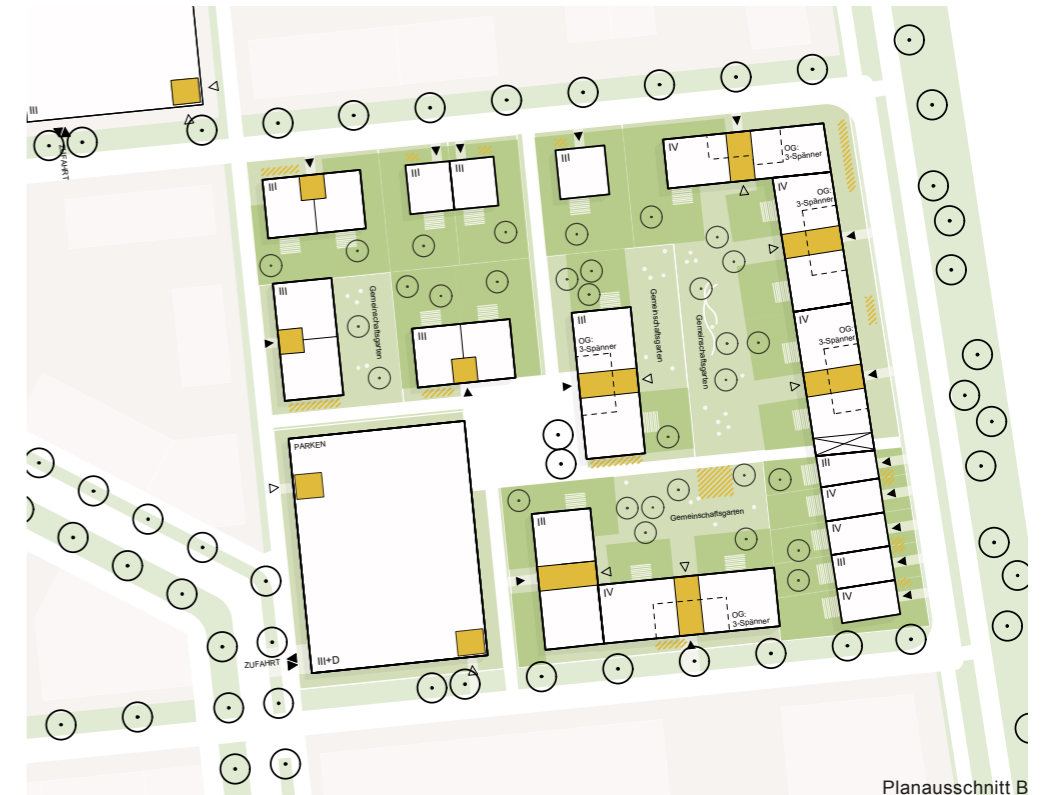 III
ZUFAHRT
III
III
III
III
IV
OG:
3-Spänner
IV
OG:
3-Spänner
III
Gemeinschaftsgarten
III
III
OG:
3-Spänner
Gemeinschaftsgarten
Gemeinschaftsgarten
IV
OG:
3-Spänner
PARKEN
III+D
ZUFAHRT
III
IV
OG:
3-Spänner
Gemeinschaftsgarten
III
IV
IV
III
IV
Planausschnitt B